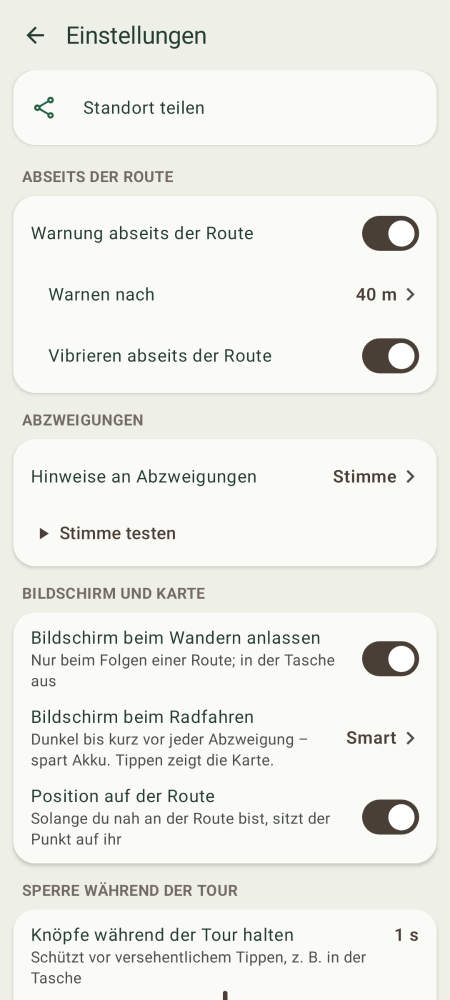 Einstellungen
Standort teilen
ABSEITS DER ROUTE
Warnung abseits der Route
Warnen nach 40 m
Vibrieren abseits der Route
ABZWEIGUNGEN
Hinweise an Abzweigungen Stimme
Stimme testen
BILDSCHIRM UND KARTE
Bildschirm beim Wandern anlassen
Nur beim Folgen einer Route; in der Tasche
aus
Bildschirm beim Radfahren
Dunkel bis kurz vor jeder Abzweigung –
spart Akku. Tippen zeigt die Karte.
Smart
Position auf der Route
Solange du nah an der Route bist, sitzt der
Punkt auf ihr
SPERRE WÄHREND DER TOUR
Knöpfe während der Tour halten 1 s
Schützt vor versehentlichem Tippen, z. B. in der
Tasche